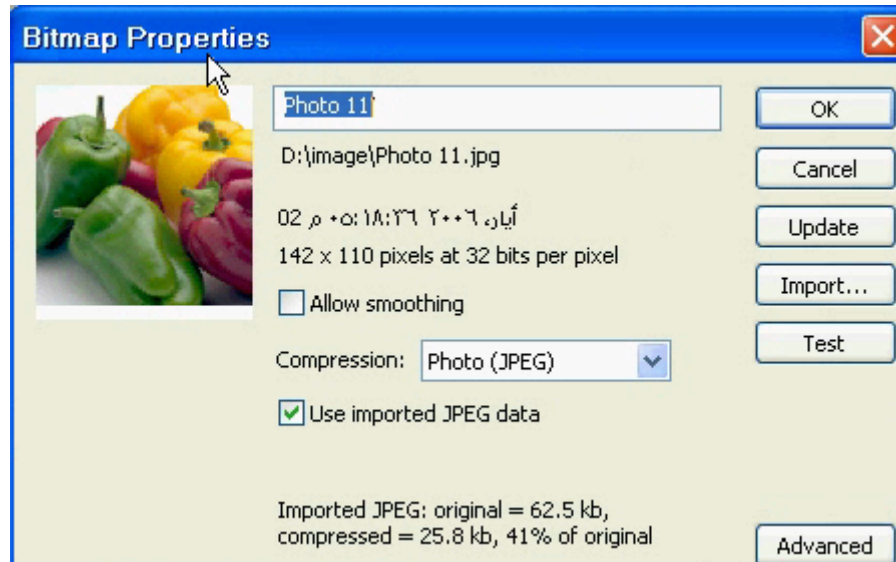 Bitmap Properties
Photo 11
OK
D:\image\Photo 11.jpg
Cancel
02 أيار، ٢٠٠٦ ٠٥:١٨:٢٦ م
Update
142 x 110 pixels at 32 bits per pixel
Import...
Allow smoothing
Test
Compression: Photo (JPEG)
Use imported JPEG data
Imported JPEG: original = 62.5 kb,
compressed = 25.8 kb, 41% of original
Advanced